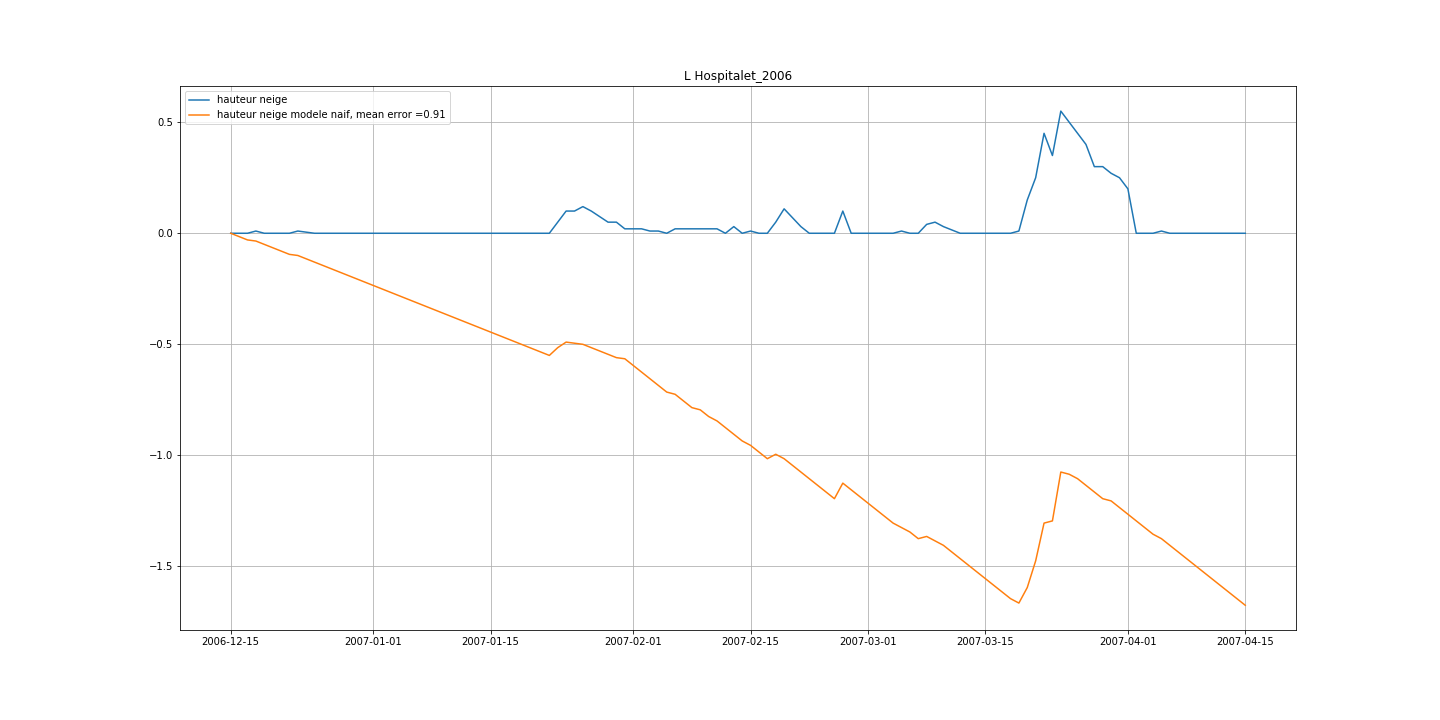 L Hospitalet_2006
hauteur neige
hauteur neige modele naif, mean error =0.91
0.5
0.0
−0.5
−1.0
−1.5
2006-12-15 2007-01-01 2007-01-15 2007-02-01 2007-02-15 2007-03-01 2007-03-15 2007-04-01 2007-04-15